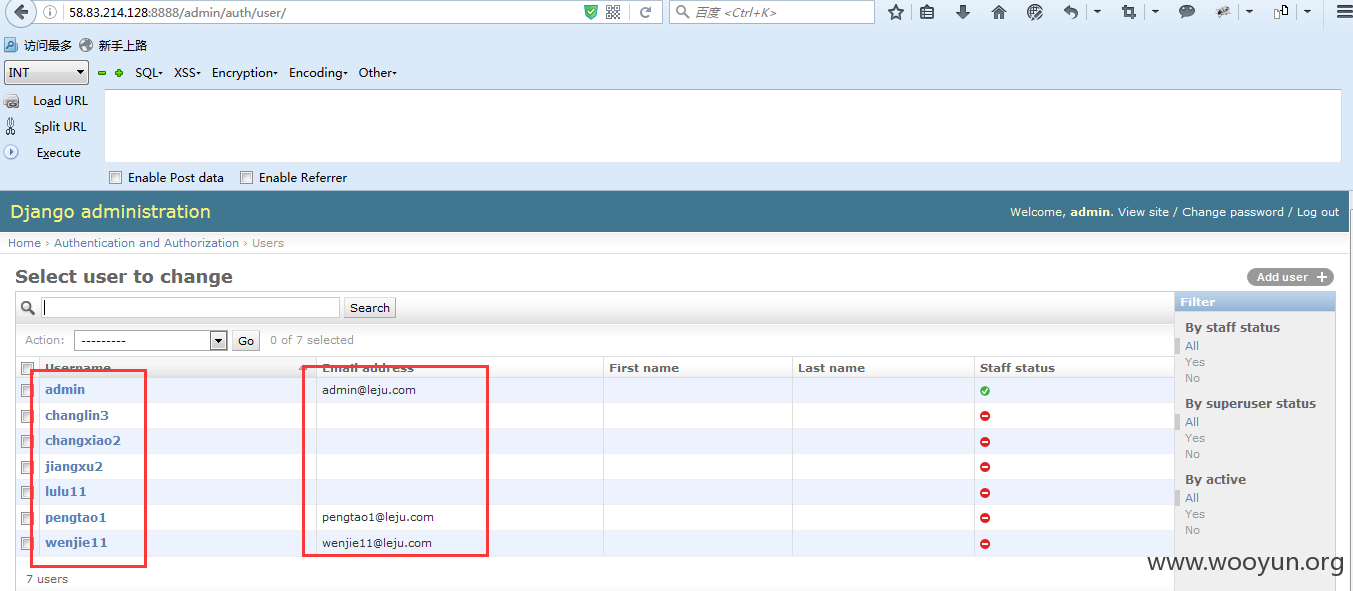 58.83.214.128:8888/admin/auth/user/
百度 <Ctrl+K>
访问最多 新手上路
INT SQL XSS Encryption Encoding Other
Load URL
Split URL
Execute
Enable Post data Enable Referrer
Django administration
Welcome, admin. View site / Change password / Log out
Home › Authentication and Authorization › Users
Select user to change
Add user +
Search
Filter
Action: --------- Go 0 of 7 selected
By staff status
All
Yes
No
By superuser status
All
Yes
No
By active
All
Yes
No
Username Email address First name Last name Staff status
admin admin@leju.com
changlin3
changxiao2
jiangxu2
lulu11
pengtao1 pengtao1@leju.com
wenjie11 wenjie11@leju.com
7 users
www.wooyun.org